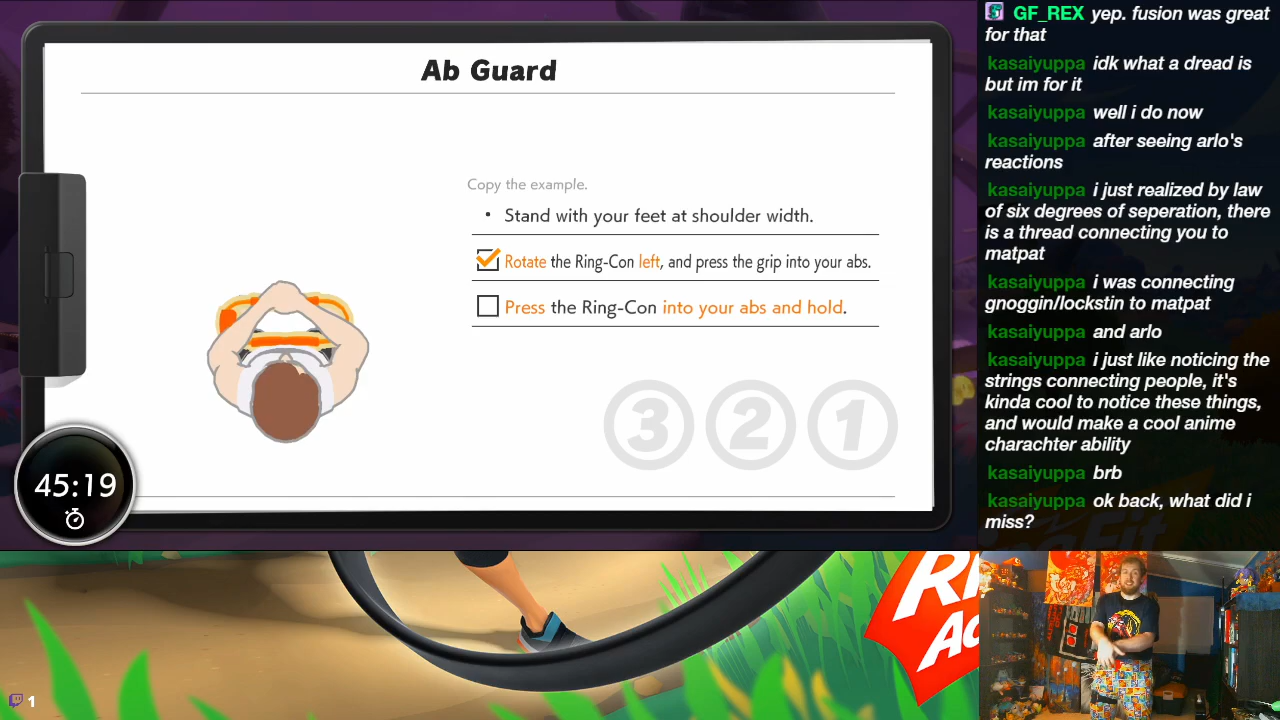 Ab Guard
Copy the example.
• Stand with your feet at shoulder width.
Rotate the Ring-Con left, and press the grip into your abs.
Press the Ring-Con into your abs and hold.
3 2 1
45:19
1
GF_REX yep. fusion was great
for that
kasaiyuppa idk what a dread is
but im for it
kasaiyuppa well i do now
kasaiyuppa after seeing arlo's
reactions
kasaiyuppa i just realized by law
of six degrees of seperation, there
is a thread connecting you to
matpat
kasaiyuppa i was connecting
gnoggin/lockstin to matpat
kasaiyuppa and arlo
kasaiyuppa i just like noticing the
strings connecting people, it's
kinda cool to notice these things,
and would make a cool anime
charachter ability
kasaiyuppa brb
kasaiyuppa ok back, what did i
miss?